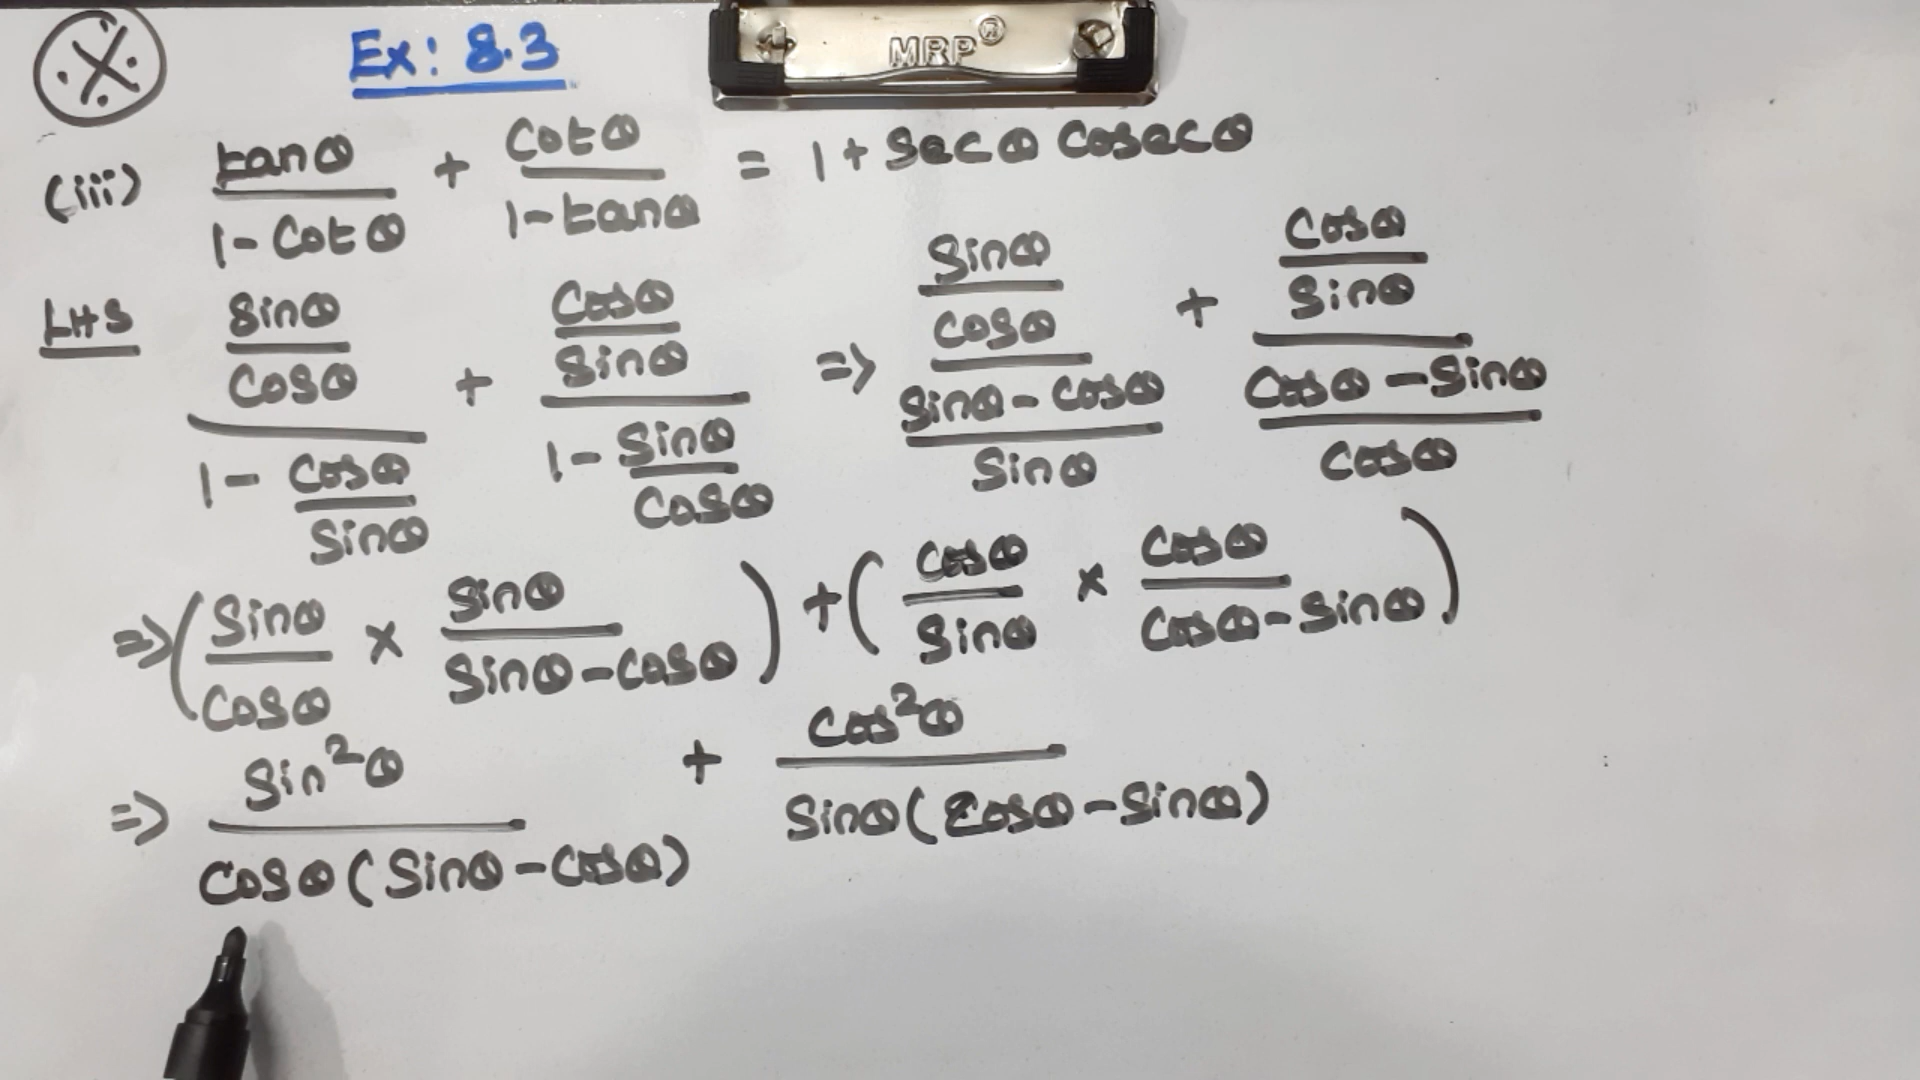 Ex: 8.3
MRP®
(iii) tanθ/(1-Cotθ) + Cotθ/(1-tanθ) = 1+Secθ Cosecθ
LHS (Sinθ/Cosθ)/(1-Cosθ/Sinθ) + (Cosθ/Sinθ)/(1-Sinθ/Cosθ) => (Sinθ/Cosθ)/((Sinθ-Cosθ)/Sinθ) + (Cosθ/Sinθ)/((Cosθ-Sinθ)/Cosθ)
=> (Sinθ/Cosθ × Sinθ/(Sinθ-Cosθ)) + (Cosθ/Sinθ × Cosθ/(Cosθ-Sinθ))
=> Sin²θ/(Cosθ(Sinθ-Cosθ)) + Cos²θ/(Sinθ(Cosθ-Sinθ))